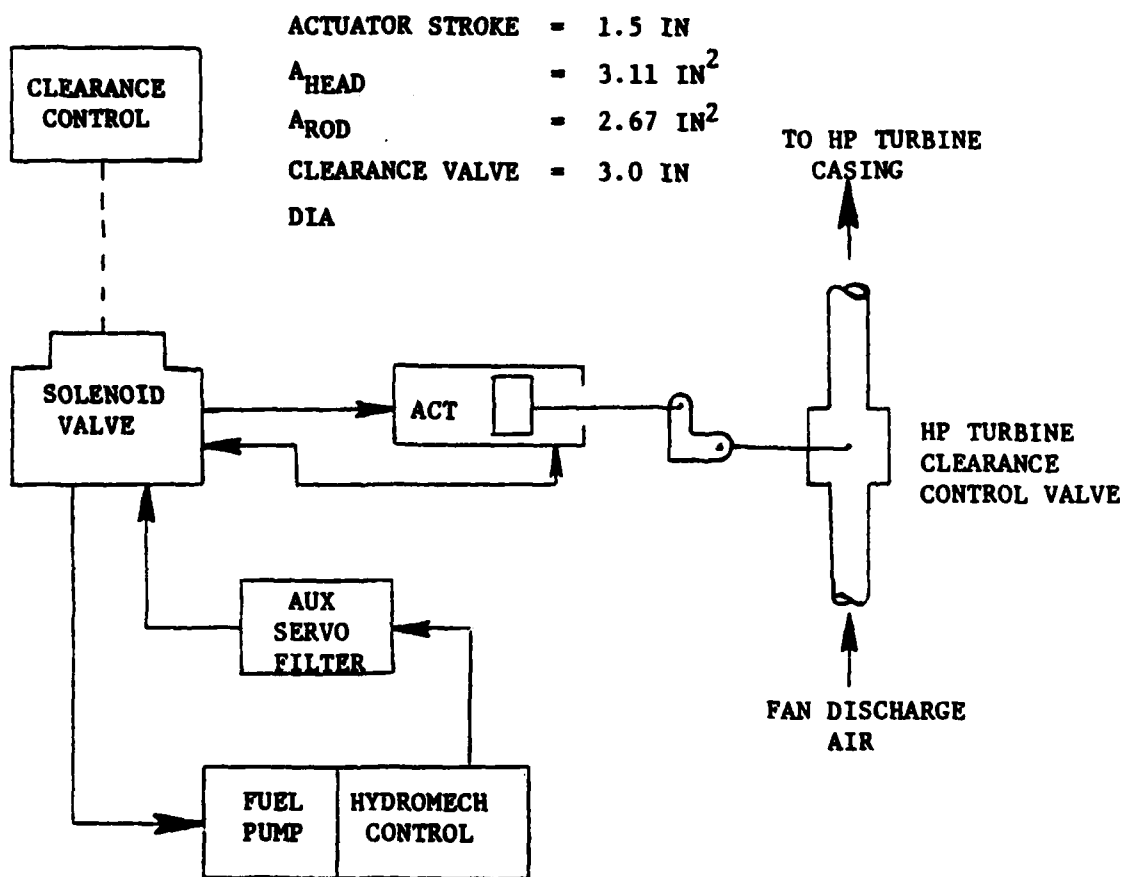 ACTUATOR STROKE = 1.5 IN
A_HEAD = 3.11 IN²
A_ROD = 2.67 IN²
CLEARANCE VALVE = 3.0 IN
DIA
CLEARANCE
CONTROL
TO HP TURBINE
CASING
SOLENOID
VALVE
ACT
HP TURBINE
CLEARANCE
CONTROL VALVE
AUX
SERVO
FILTER
FAN DISCHARGE
AIR
FUEL
PUMP
HYDROMECH
CONTROL